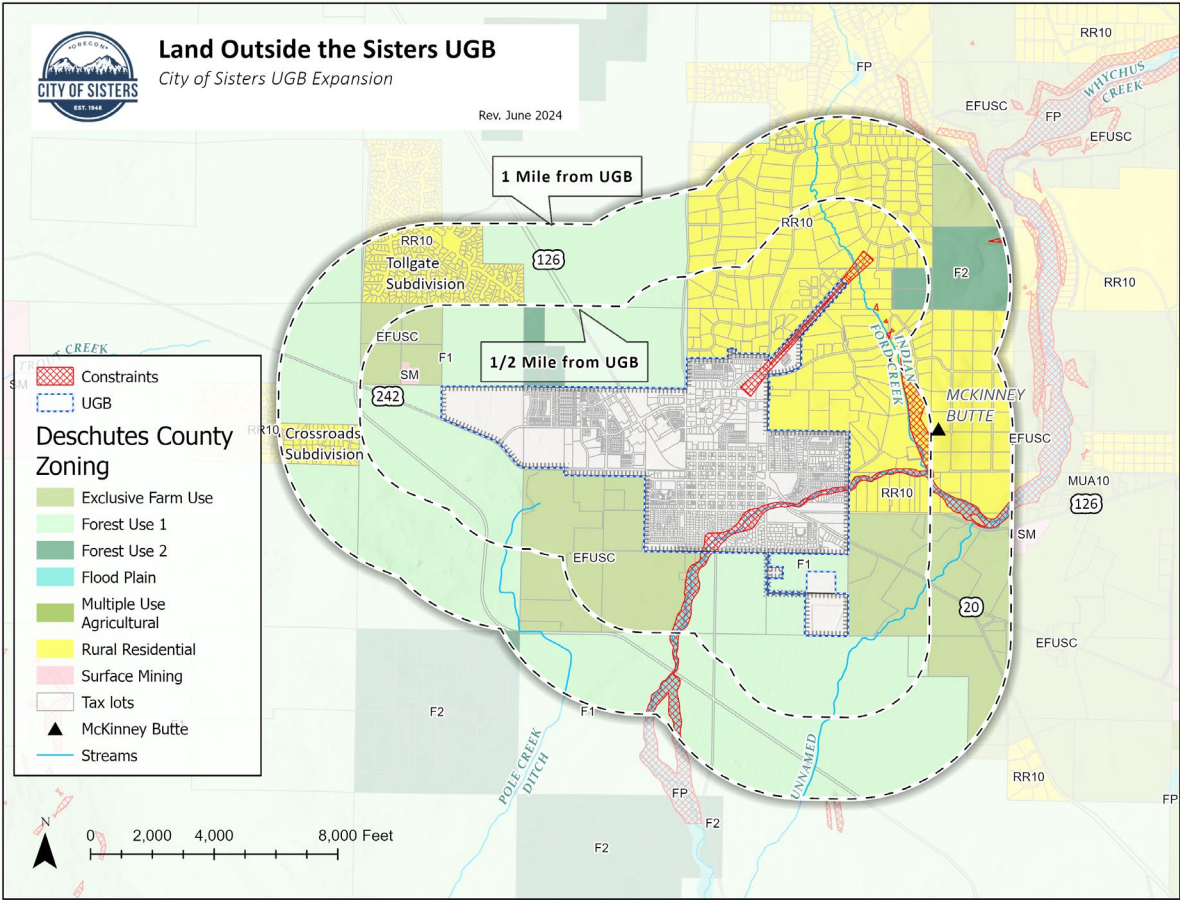 OREGON
CITY OF SISTERS
EST. 1946
Land Outside the Sisters UGB
City of Sisters UGB Expansion
Rev. June 2024
RR10
FP
WHYCHUS
CREEK
EFUSC
FP
EFUSC
1 Mile from UGB
RR10
RR10
Tollgate
Subdivision
126
F2
RR10
EFUSC
F1
1/2 Mile from UGB
INDIAN
FORD CREEK
TROUT CREEK
SM
SM
242
MCKINNEY
BUTTE
RR10
Crossroads
Subdivision
EFUSC
MUA10
126
RR10
SM
EFUSC
F1
20
EFUSC
F2
F1
F1
POLE CREEK
DITCH
UNNAMED
RR10
FP
FP
F2
F2
Constraints
UGB
Deschutes County
Zoning
Exclusive Farm Use
Forest Use 1
Forest Use 2
Flood Plain
Multiple Use
Agricultural
Rural Residential
Surface Mining
Tax lots
McKinney Butte
Streams
N
0 2,000 4,000 8,000 Feet